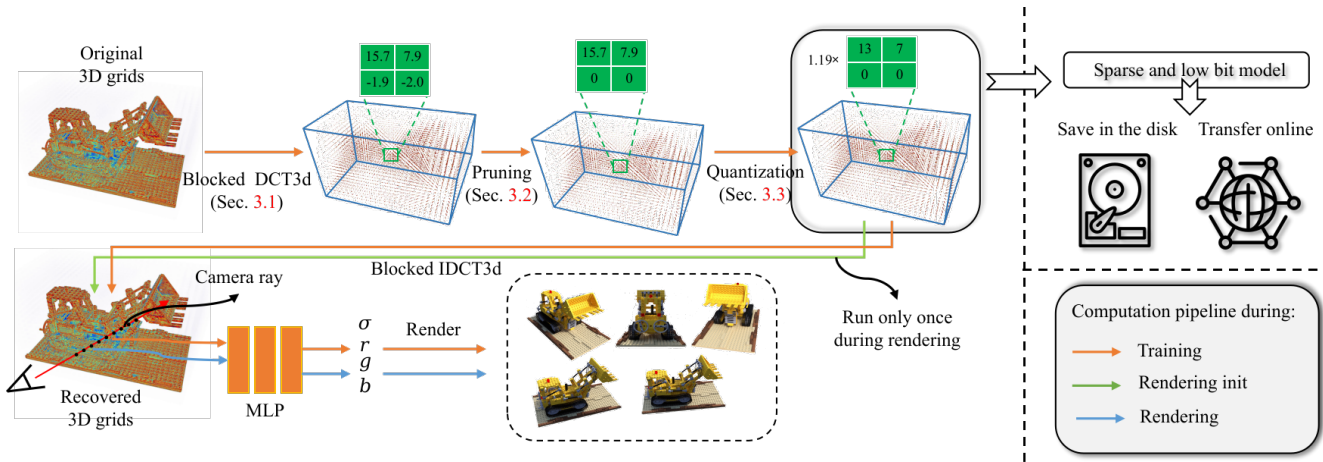 Original
3D grids
15.7 7.9
-1.9 -2.0
15.7 7.9
0 0
1.19×
13 7
0 0
Blocked DCT3d
(Sec. 3.1)
Pruning
(Sec. 3.2)
Quantization
(Sec. 3.3)
Sparse and low bit model
Save in the disk
Transfer online
Blocked IDCT3d
Camera ray
Run only once
during rendering
σ
r
g
b
Render
MLP
Recovered
3D grids
Computation pipeline during:
Training
Rendering init
Rendering